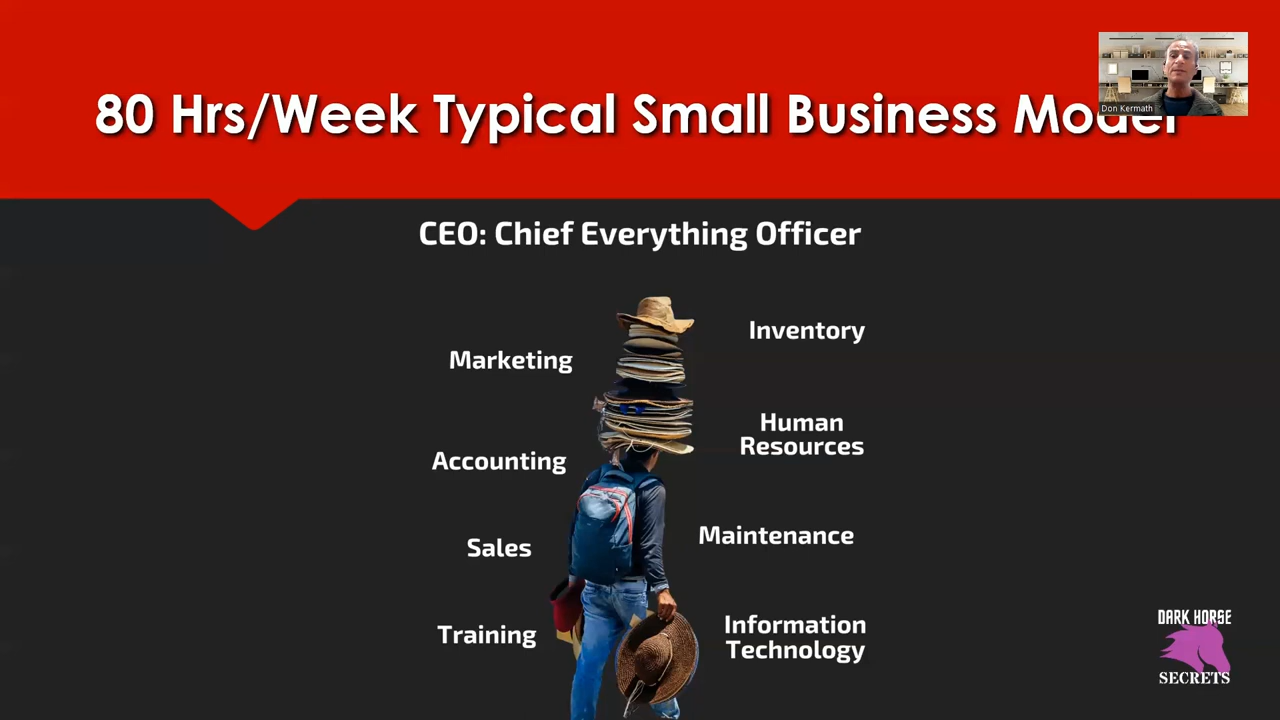 80 Hrs/Week Typical Small Business Model
Don Kermath
CEO: Chief Everything Officer
Inventory
Marketing
Human
Resources
Accounting
Maintenance
Sales
Information
Technology
Training
DARK HORSE
SECRETS